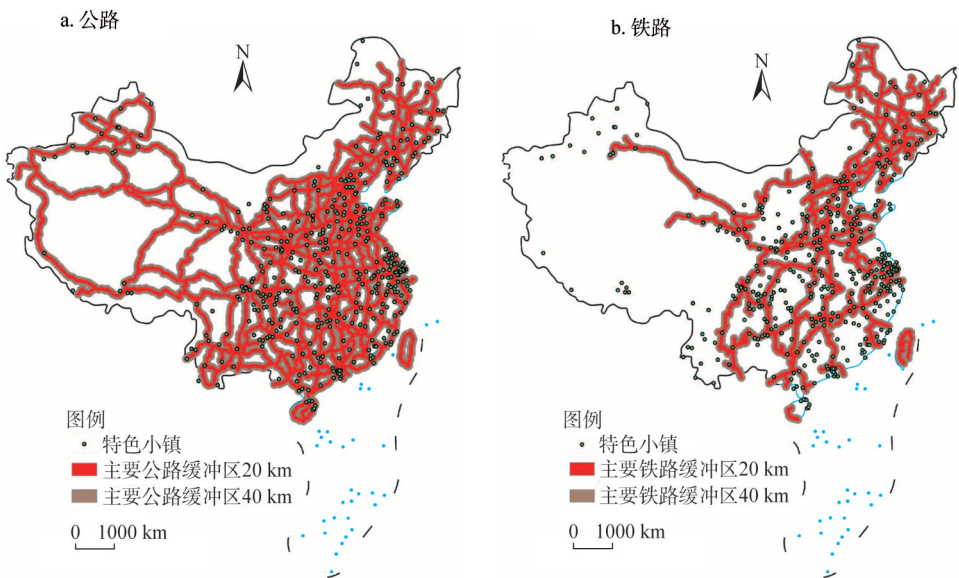 a. 公路
N
图例
特色小镇
主要公路缓冲区20 km
主要公路缓冲区40 km
0 1000 km
b. 铁路
N
图例
特色小镇
主要铁路缓冲区20 km
主要铁路缓冲区40 km
0 1000 km